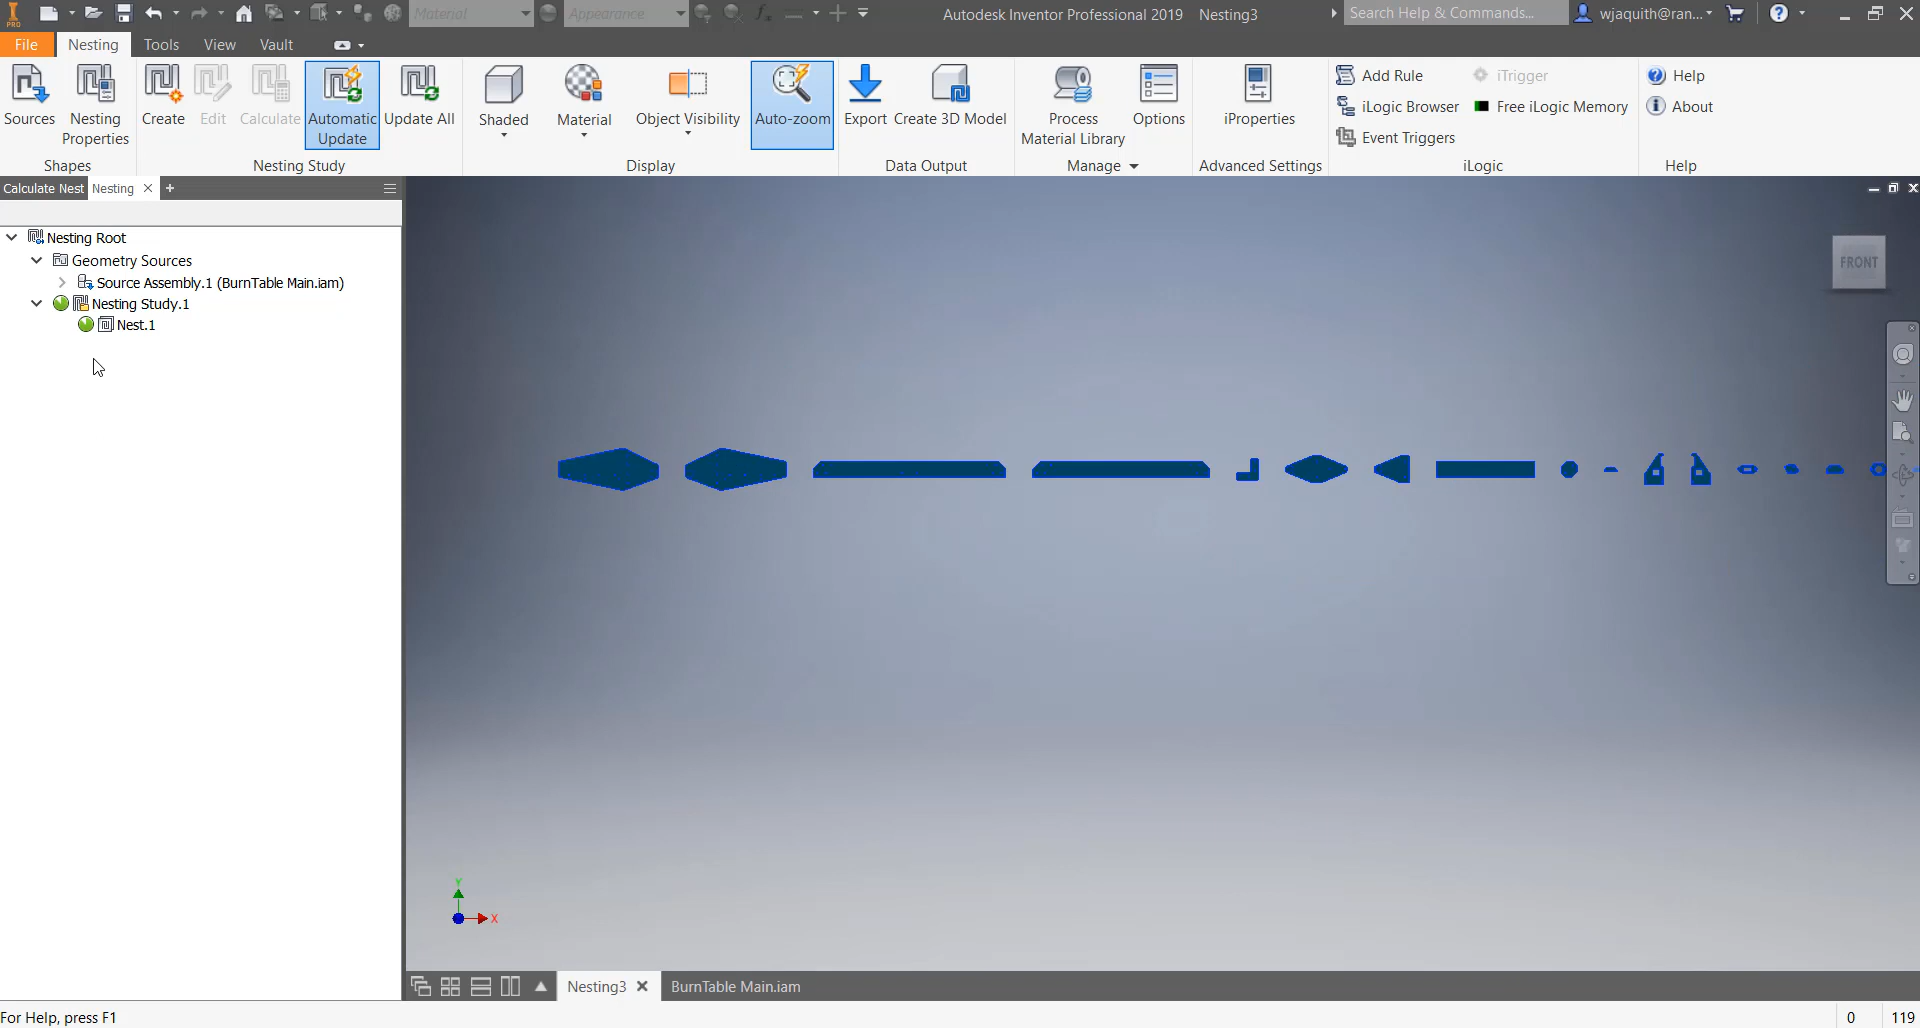 PRO
Material
Appearance
Autodesk Inventor Professional 2019 Nesting3
Search Help & Commands...
wjaquith@ran...
File Nesting Tools View Vault
Sources
Nesting Properties
Create
Edit
Calculate
Automatic Update
Update All
Shaded
Material
Object Visibility
Auto-zoom
Export
Create 3D Model
Process Material Library
Options
iProperties
Add Rule
iTrigger
iLogic Browser
Free iLogic Memory
Event Triggers
Help
About
Shapes
Nesting Study
Display
Data Output
Manage
Advanced Settings
iLogic
Help
Calculate Nest Nesting
Nesting Root
Geometry Sources
Source Assembly.1 (BurnTable Main.iam)
Nesting Study.1
Nest.1
FRONT
Y
X
Nesting3 BurnTable Main.iam
For Help, press F1
0 119